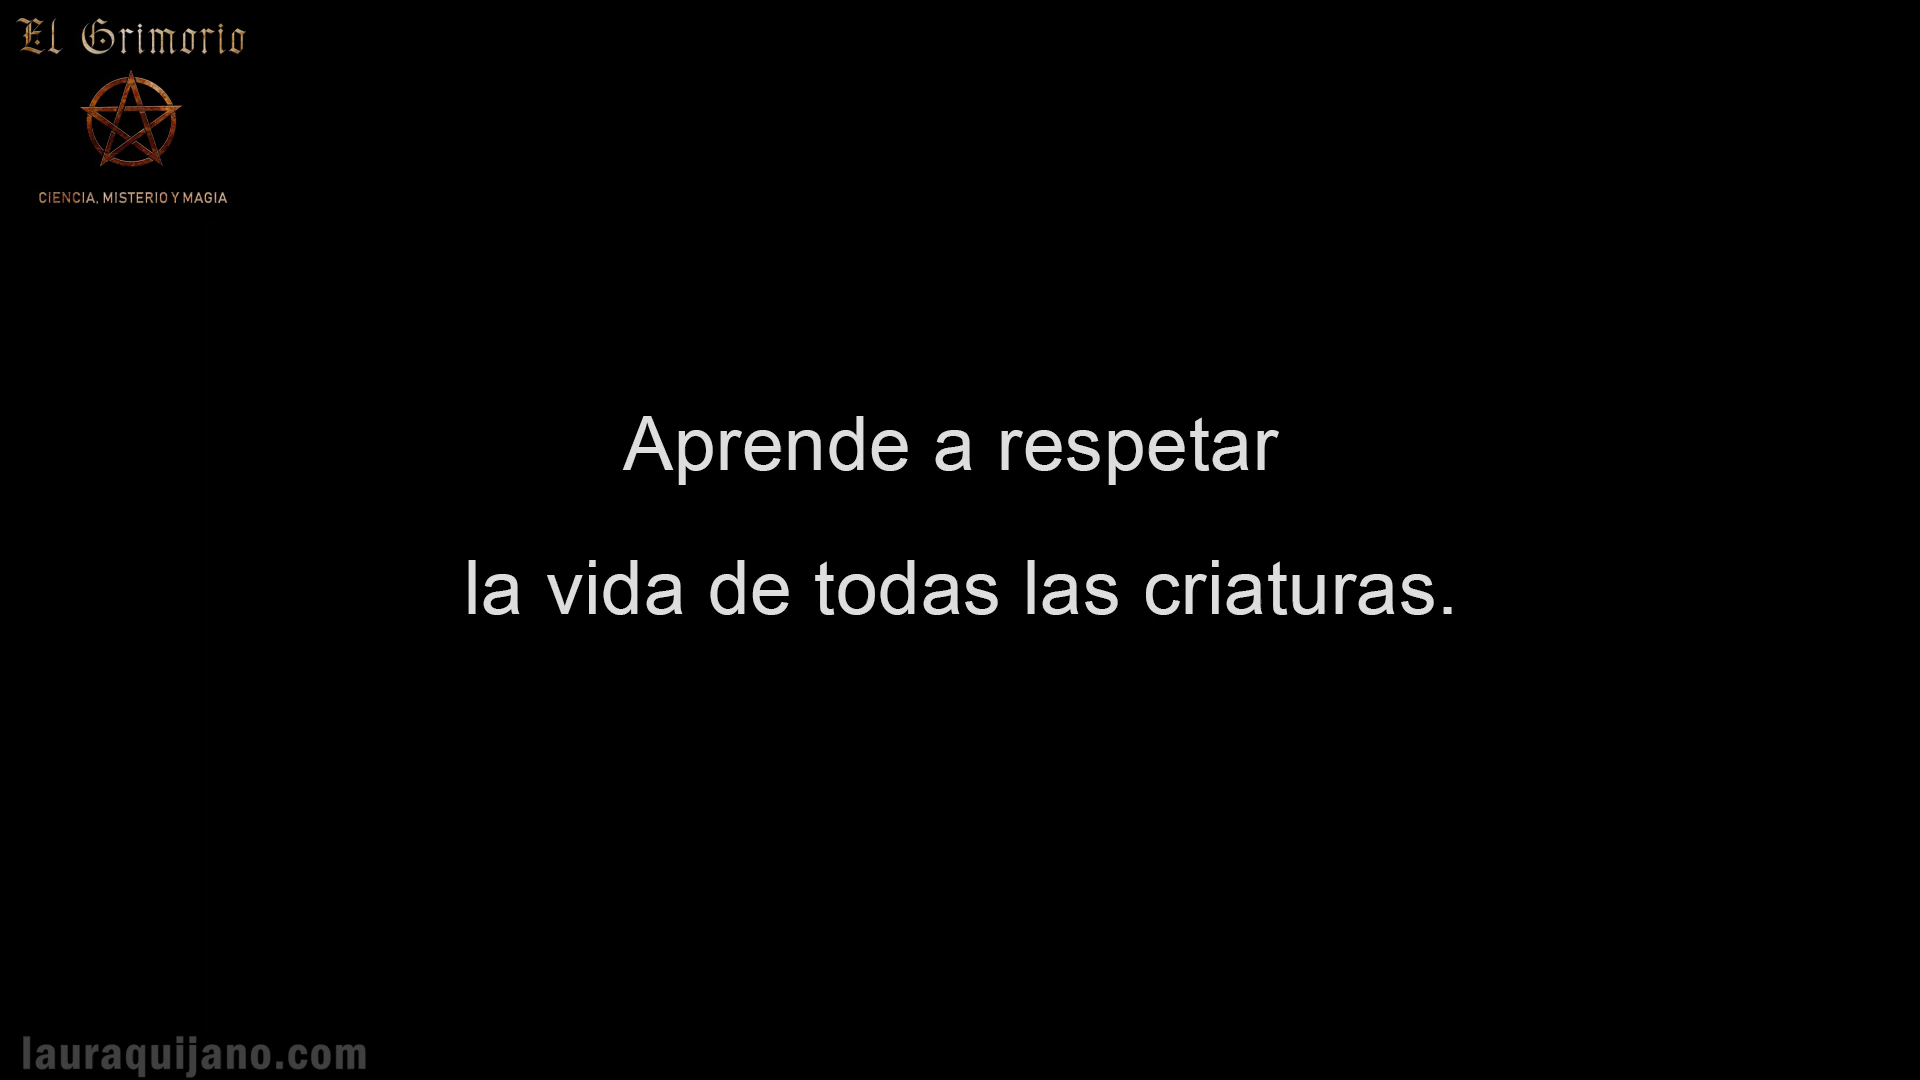 El Grimorio
CIENCIA, MISTERIO Y MAGIA
Aprende a respetar
la vida de todas las criaturas.
lauraquijano.com